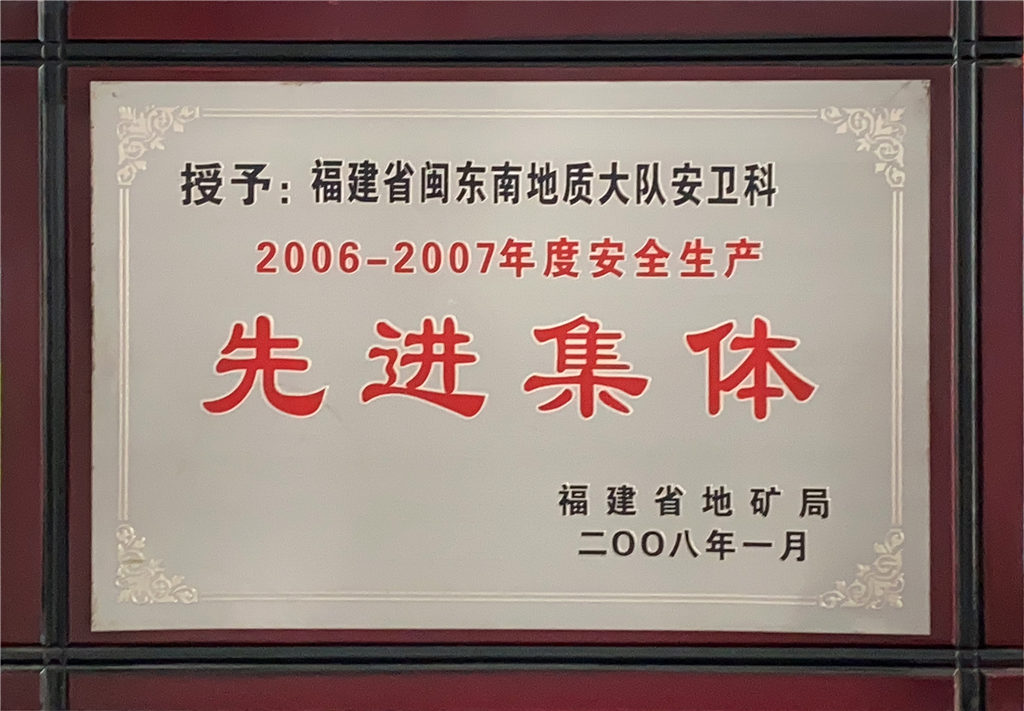 授予：福建省闽东南地质大队安卫科
2006-2007年度安全生产
先进集体
福建省地矿局
二〇〇八年一月